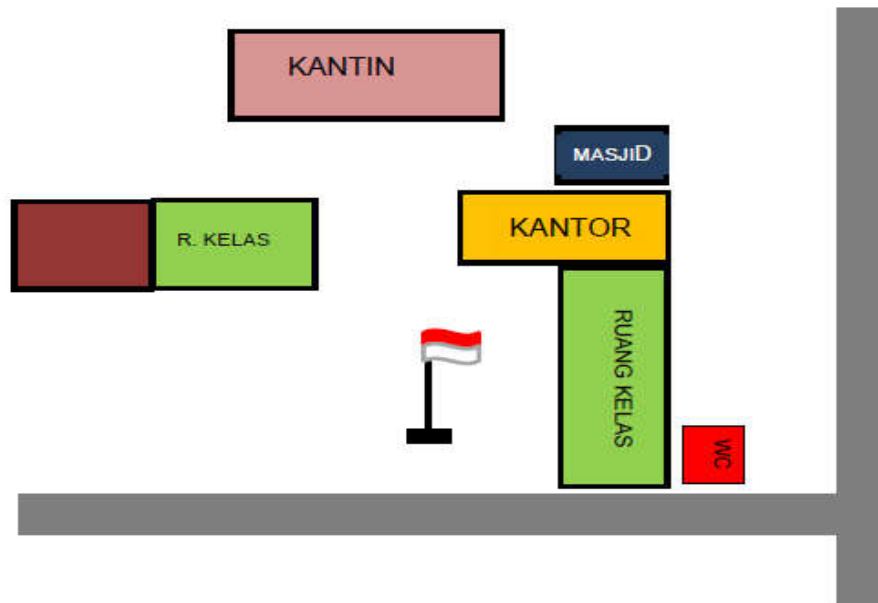 KANTIN
MASJID
R. KELAS
KANTOR
RUANG KELAS
WC